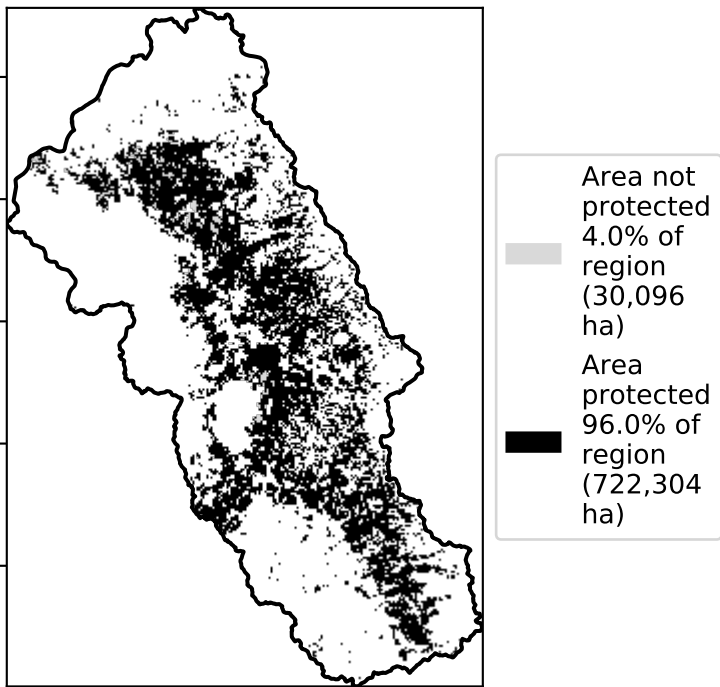 Area not
protected
4.0% of
region
(30,096
ha)
Area
protected
96.0% of
region
(722,304
ha)